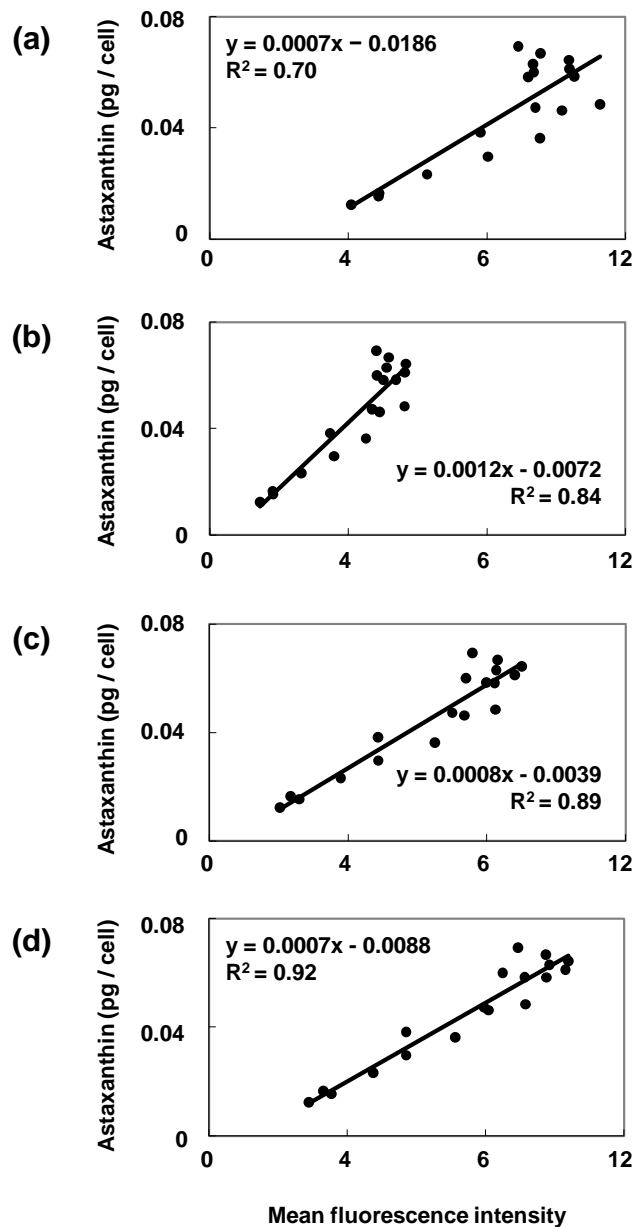 (a)
Astaxanthin (pg / cell)
0.08
0.04
0
y = 0.0007x − 0.0186
R² = 0.70
0 4 6 12
(b)
Astaxanthin (pg / cell)
0.08
0.04
0
y = 0.0012x - 0.0072
R² = 0.84
0 4 6 12
(c)
Astaxanthin (pg / cell)
0.08
0.04
0
y = 0.0008x - 0.0039
R² = 0.89
0 4 6 12
(d)
Astaxanthin (pg / cell)
0.08
0.04
0
y = 0.0007x - 0.0088
R² = 0.92
0 4 6 12
Mean fluorescence intensity